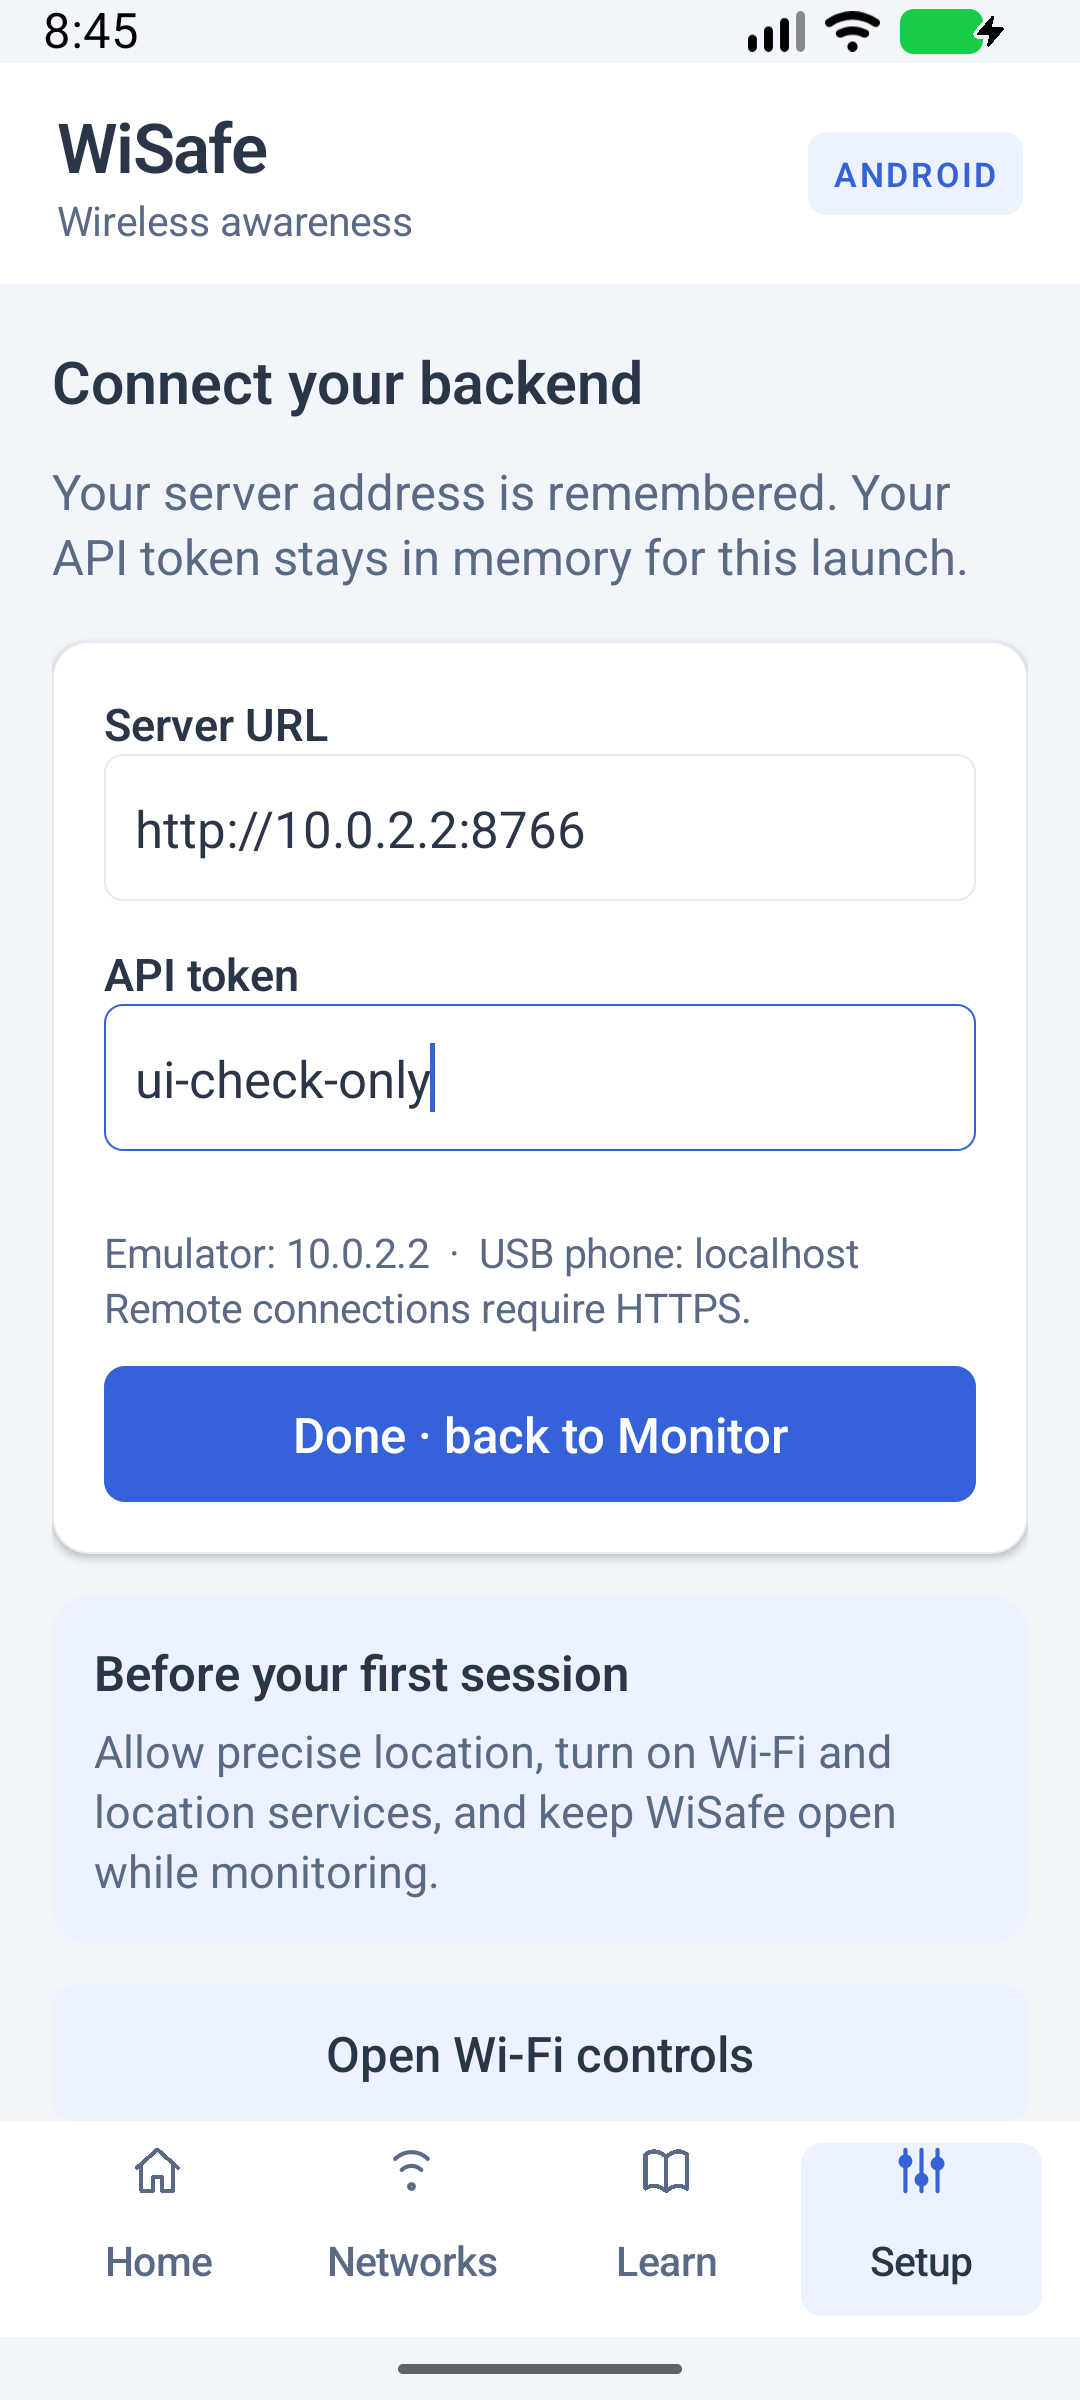 8:45
WiSafe
Wireless awareness
ANDROID
Connect your backend
Your server address is remembered. Your
API token stays in memory for this launch.
Server URL
http://10.0.2.2:8766
API token
ui-check-only
Emulator: 10.0.2.2 · USB phone: localhost
Remote connections require HTTPS.
Done · back to Monitor
Before your first session
Allow precise location, turn on Wi-Fi and
location services, and keep WiSafe open
while monitoring.
Open Wi-Fi controls
Home Networks Learn Setup